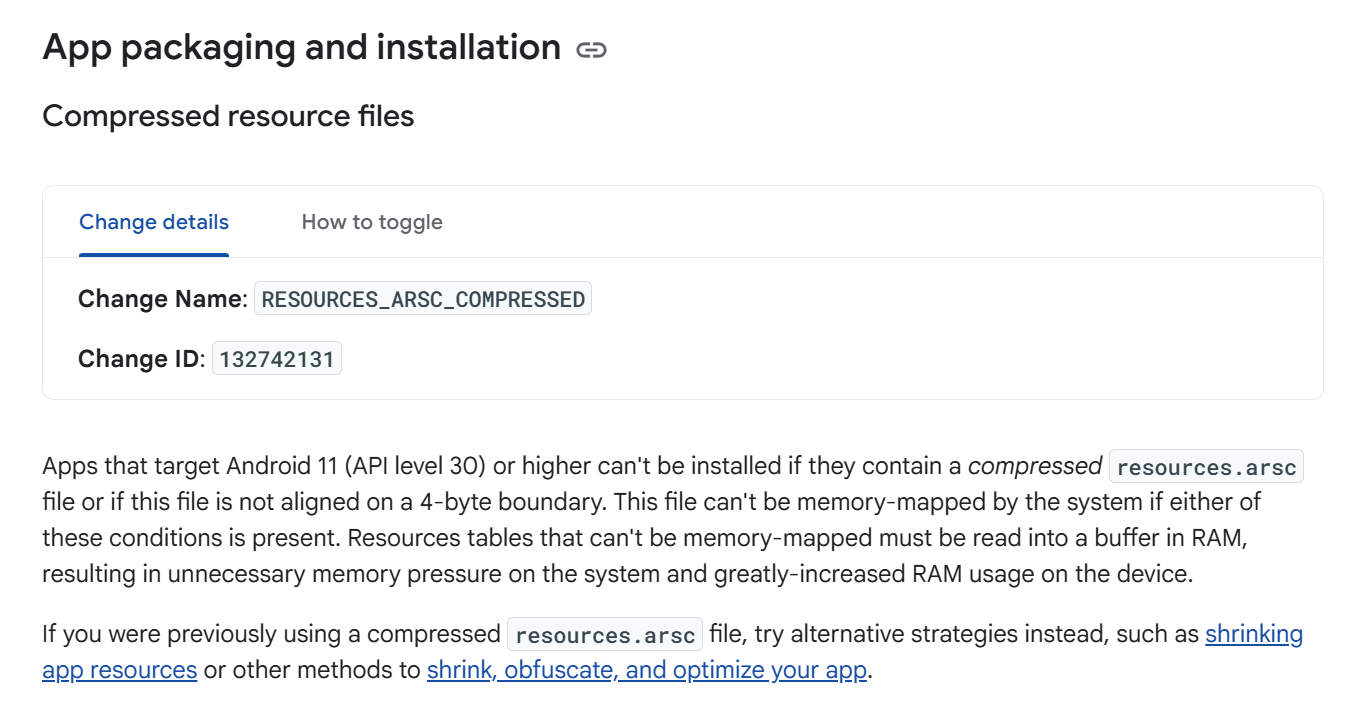 App packaging and installation
Compressed resource files
Change details How to toggle
Change Name: RESOURCES_ARSC_COMPRESSED
Change ID: 132742131
Apps that target Android 11 (API level 30) or higher can't be installed if they contain a compressed resources.arsc
file or if this file is not aligned on a 4-byte boundary. This file can't be memory-mapped by the system if either of
these conditions is present. Resources tables that can't be memory-mapped must be read into a buffer in RAM,
resulting in unnecessary memory pressure on the system and greatly-increased RAM usage on the device.
If you were previously using a compressed resources.arsc file, try alternative strategies instead, such as shrinking
app resources or other methods to shrink, obfuscate, and optimize your app.